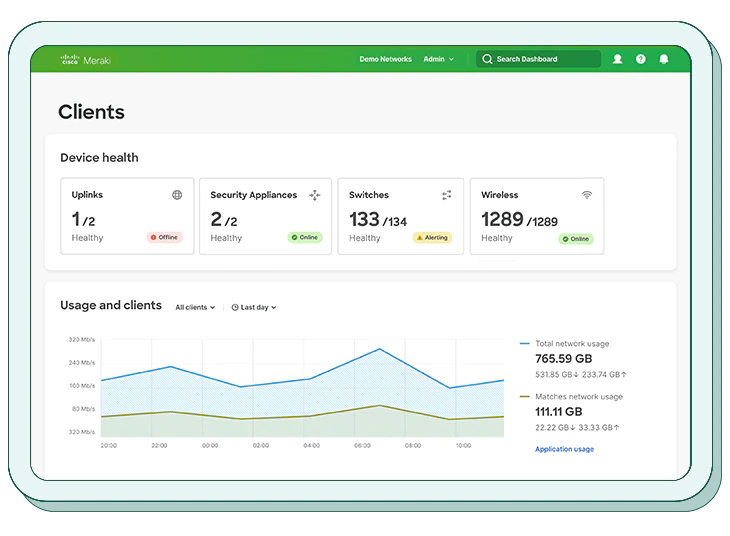 CISCO Meraki Demo Networks Admin Search Dashboard
Clients
Device health
Uplinks Security Appliances Switches Wireless
1/2 2/2 133/134 1289/1289
Healthy Offline Healthy Online Healthy Alerting Healthy Online
Usage and clients All clients Last day
320 Mb/s
240 Mb/s
160 Mb/s
80 Mb/s
320 Mb/s
20:00 22:00 00:00 02:00 04:00 06:00 08:00 10:00
Total network usage
765.59 GB
531.85 GB↓ 233.74 GB↑
Matches network usage
111.11 GB
22.22 GB↓ 33.33 GB↑
Application usage